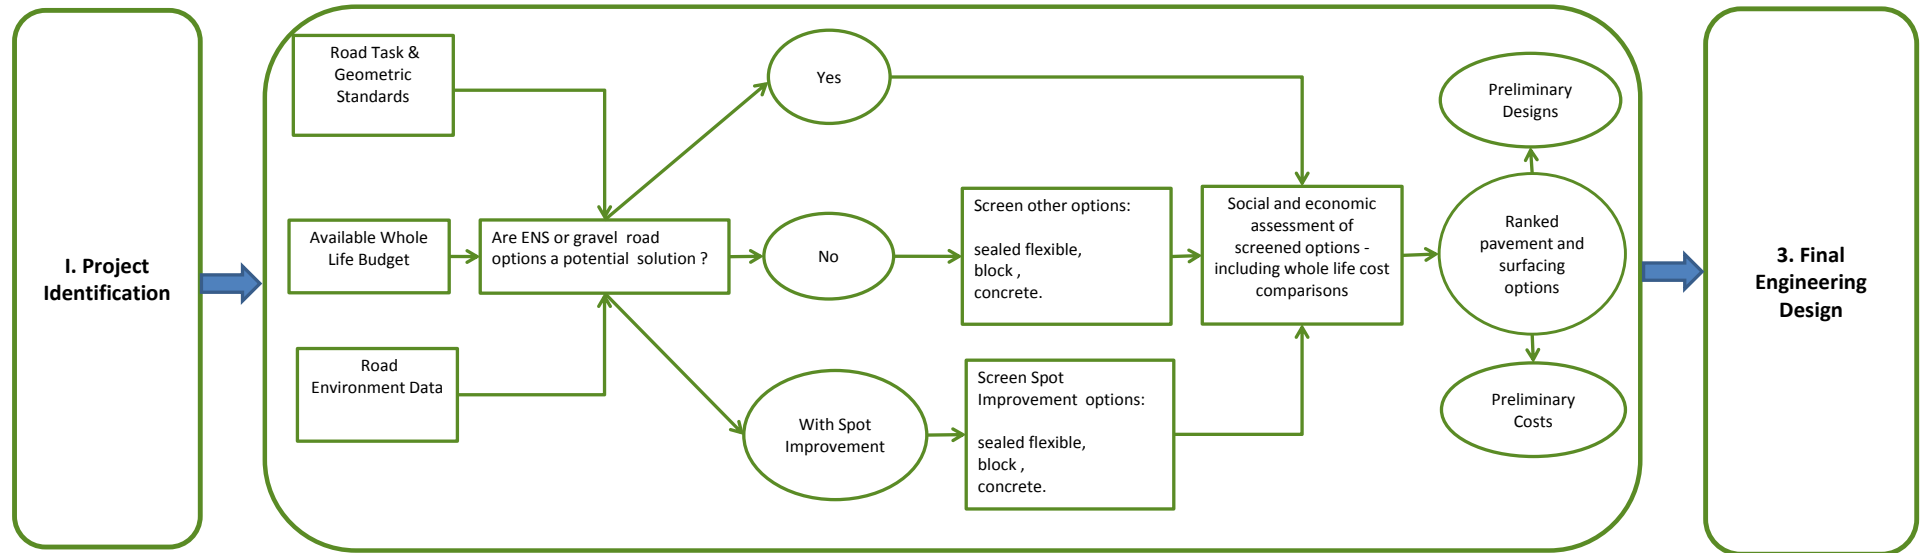 I. Project
Identification
Road Task &
Geometric
Standards
Available Whole
Life Budget
Road
Environment Data
Are ENS or gravel road
options a potential solution ?
Yes
No
With Spot
Improvement
Screen other options:
sealed flexible,
block ,
concrete.
Screen Spot
Improvement options:
sealed flexible,
block ,
concrete.
Social and economic
assessment of
screened options -
including whole life cost
comparisons
Preliminary
Designs
Ranked
pavement and
surfacing
options
Preliminary
Costs
3. Final
Engineering
Design